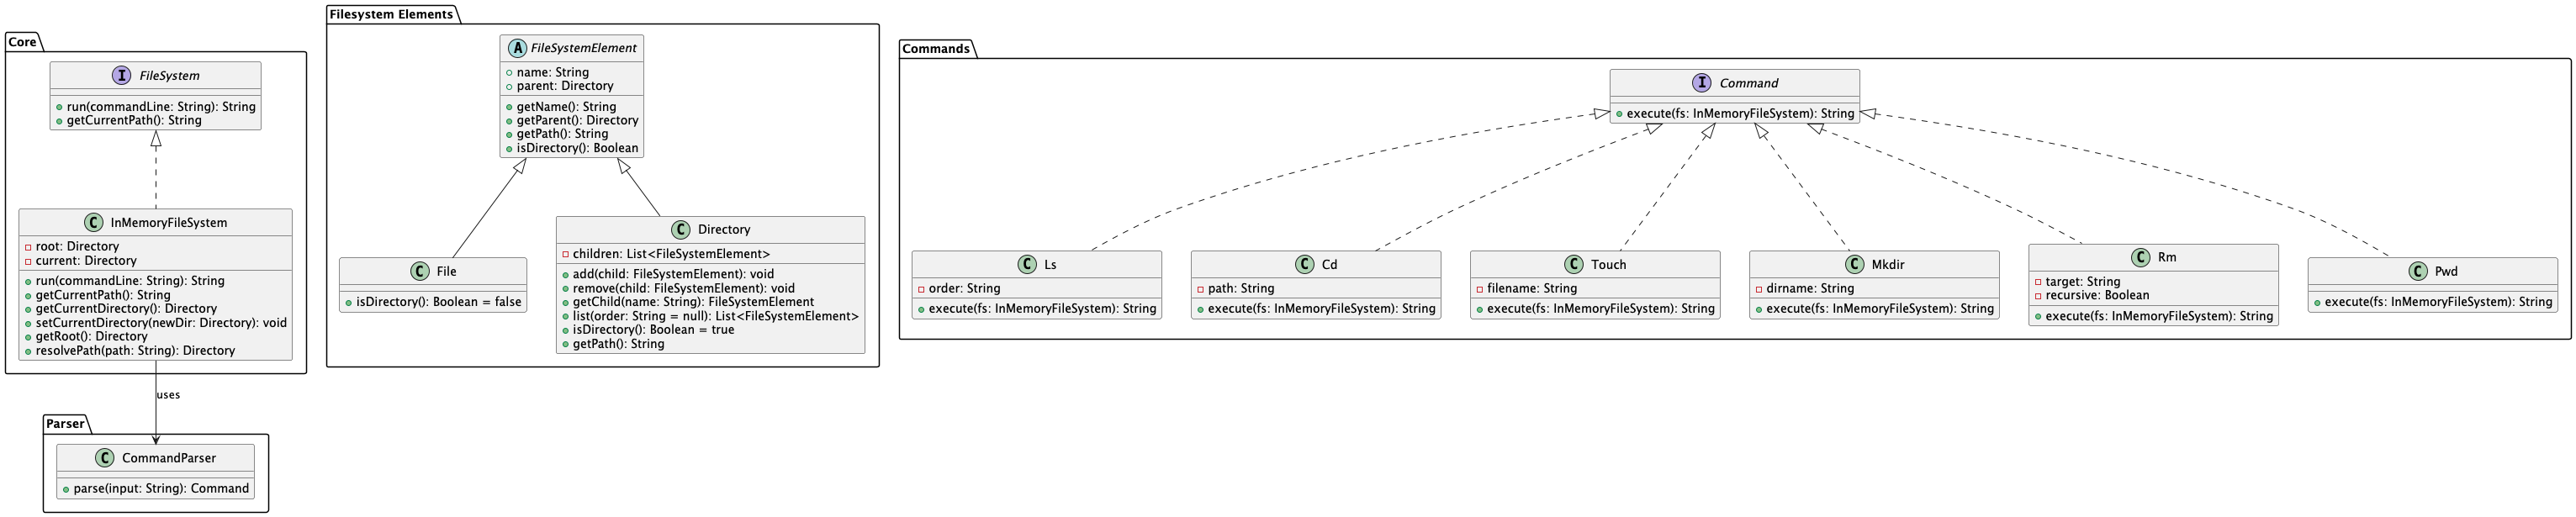 Core
I FileSystem
run(commandLine: String): String
getCurrentPath(): String
C InMemoryFileSystem
root: Directory
current: Directory
run(commandLine: String): String
getCurrentPath(): String
getCurrentDirectory(): Directory
setCurrentDirectory(newDir: Directory): void
getRoot(): Directory
resolvePath(path: String): Directory
uses
Parser
C CommandParser
parse(input: String): Command
Filesystem Elements
A FileSystemElement
name: String
parent: Directory
getName(): String
getParent(): Directory
getPath(): String
isDirectory(): Boolean
C File
isDirectory(): Boolean = false
C Directory
children: List<FileSystemElement>
add(child: FileSystemElement): void
remove(child: FileSystemElement): void
getChild(name: String): FileSystemElement
list(order: String = null): List<FileSystemElement>
isDirectory(): Boolean = true
getPath(): String
Commands
I Command
execute(fs: InMemoryFileSystem): String
C Ls
order: String
execute(fs: InMemoryFileSystem): String
C Cd
path: String
execute(fs: InMemoryFileSystem): String
C Touch
filename: String
execute(fs: InMemoryFileSystem): String
C Mkdir
dirname: String
execute(fs: InMemoryFileSystem): String
C Rm
target: String
recursive: Boolean
execute(fs: InMemoryFileSystem): String
C Pwd
execute(fs: InMemoryFileSystem): String